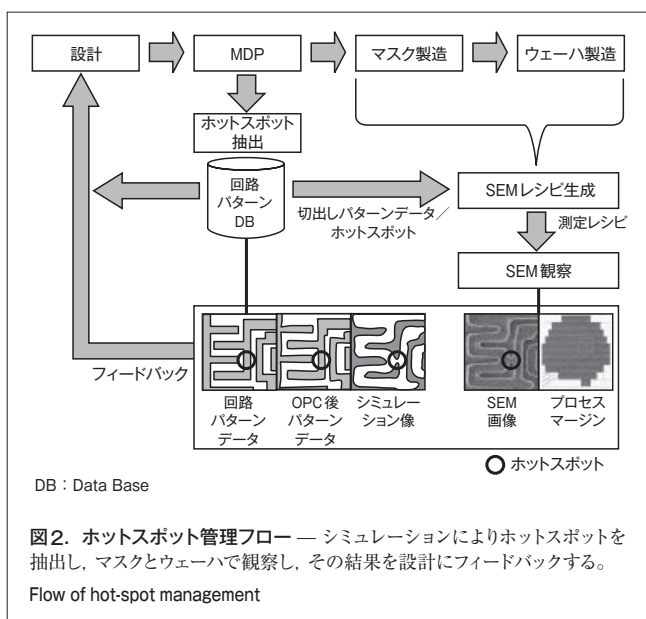 設計
MDP
マスク製造
ウェーハ製造
ホットスポット
抽出
回路
パターン
DB
切出しパターンデータ／
ホットスポット
SEMレシピ生成
測定レシピ
SEM観察
フィードバック
回路
パターン
データ
OPC後
パターン
データ
シミュレー
ション像
SEM
画像
プロセス
マージン
ホットスポット
DB：Data Base
図2．ホットスポット管理フロー — シミュレーションによりホットスポットを
抽出し，マスクとウェーハで観察し，その結果を設計にフィードバックする。
Flow of hot-spot management